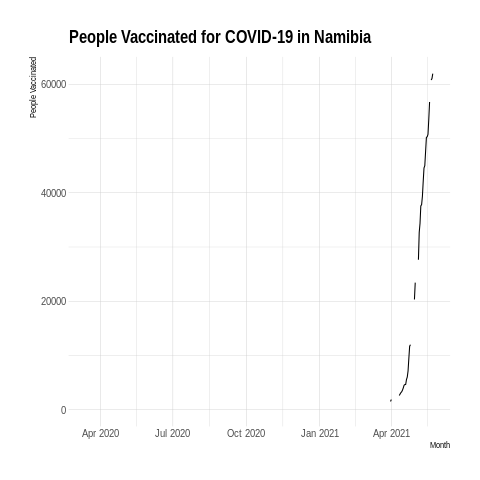 People Vaccinated for COVID-19 in Namibia
People Vaccinated
60000
40000
20000
0
Apr 2020 Jul 2020 Oct 2020 Jan 2021 Apr 2021
Month